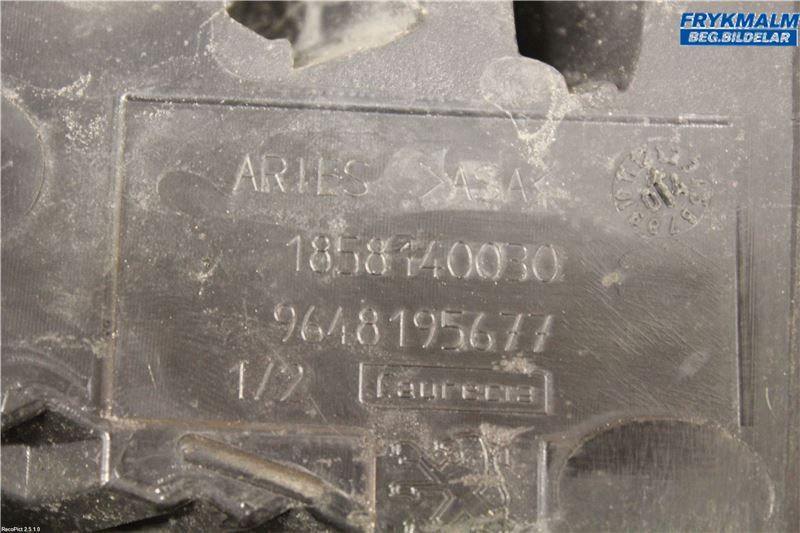 FRYKMALM
BEG.BILDELAR
ARIES >ASA<
1858140030
9648195677
1/2 faurecia
RecoPict 2.5.1.0